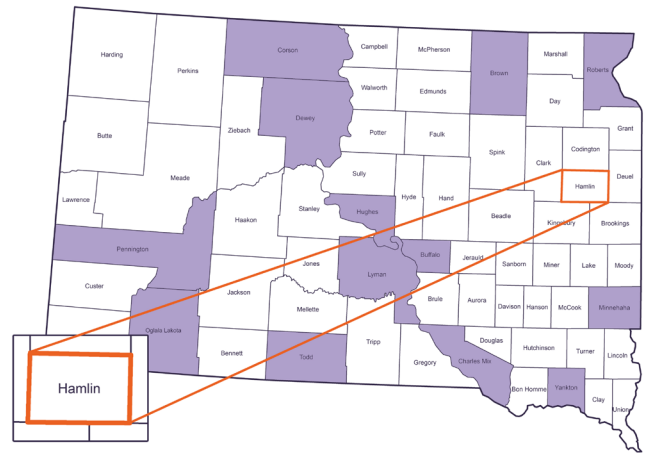 Harding
Perkins
Corson
Campbell
McPherson
Brown
Marshall
Roberts
Walworth
Edmunds
Day
Dewey
Ziebach
Butte
Potter
Faulk
Grant
Spink
Codington
Clark
Meade
Sully
Deuel
Hamlin
Lawrence
Haakon
Stanley
Hyde
Hand
Hughes
Beadle
Kingsbury
Brookings
Pennington
Buffalo
Jerauld
Sanborn
Miner
Lake
Moody
Jones
Lyman
Custer
Jackson
Mellette
Brule
Aurora
Davison
Hanson
McCook
Minnehaha
Oglala Lakota
Bennett
Todd
Tripp
Gregory
Douglas
Charles Mix
Hutchinson
Turner
Lincoln
Bon Homme
Yankton
Clay
Union
Hamlin